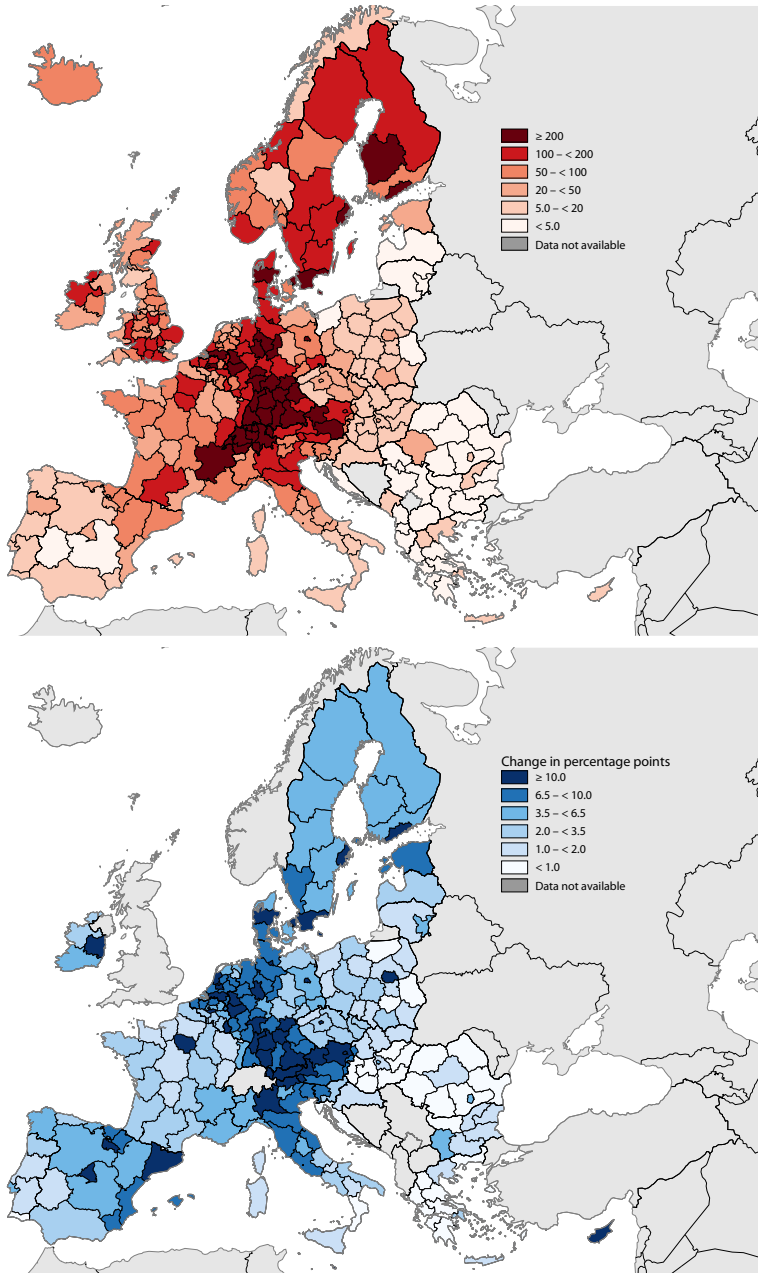 ≥ 200
100 – < 200
50 – < 100
20 – < 50
5.0 – < 20
< 5.0
Data not available
Change in percentage points
≥ 10.0
6.5 – < 10.0
3.5 – < 6.5
2.0 – < 3.5
1.0 – < 2.0
< 1.0
Data not available